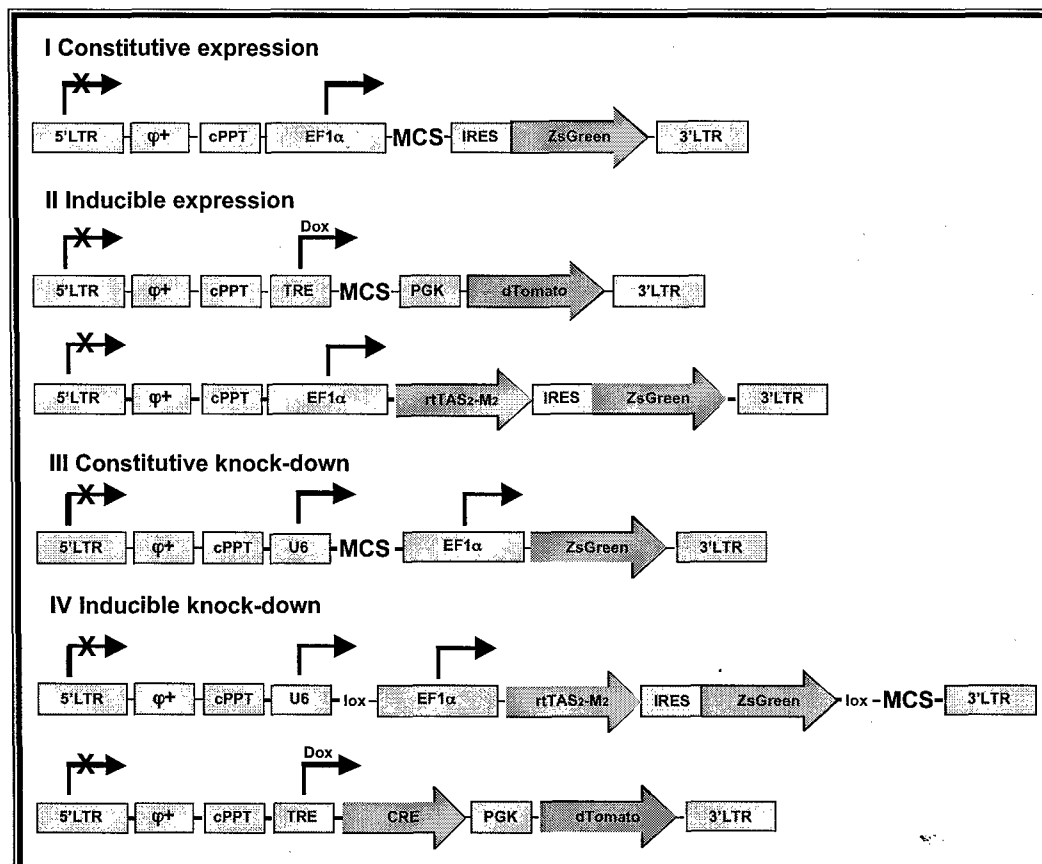 I Constitutive expression
5'LTR φ+ cPPT EF1α MCS IRES ZsGreen 3'LTR
II Inducible expression
Dox
5'LTR φ+ cPPT TRE MCS PGK dTomato 3'LTR
5'LTR φ+ cPPT EF1α rtTAS2-M2 IRES ZsGreen 3'LTR
III Constitutive knock-down
5'LTR φ+ cPPT U6 MCS EF1α ZsGreen 3'LTR
IV Inducible knock-down
5'LTR φ+ cPPT U6 lox EF1α rtTAS2-M2 IRES ZsGreen lox MCS 3'LTR
Dox
5'LTR φ+ cPPT TRE CRE PGK dTomato 3'LTR